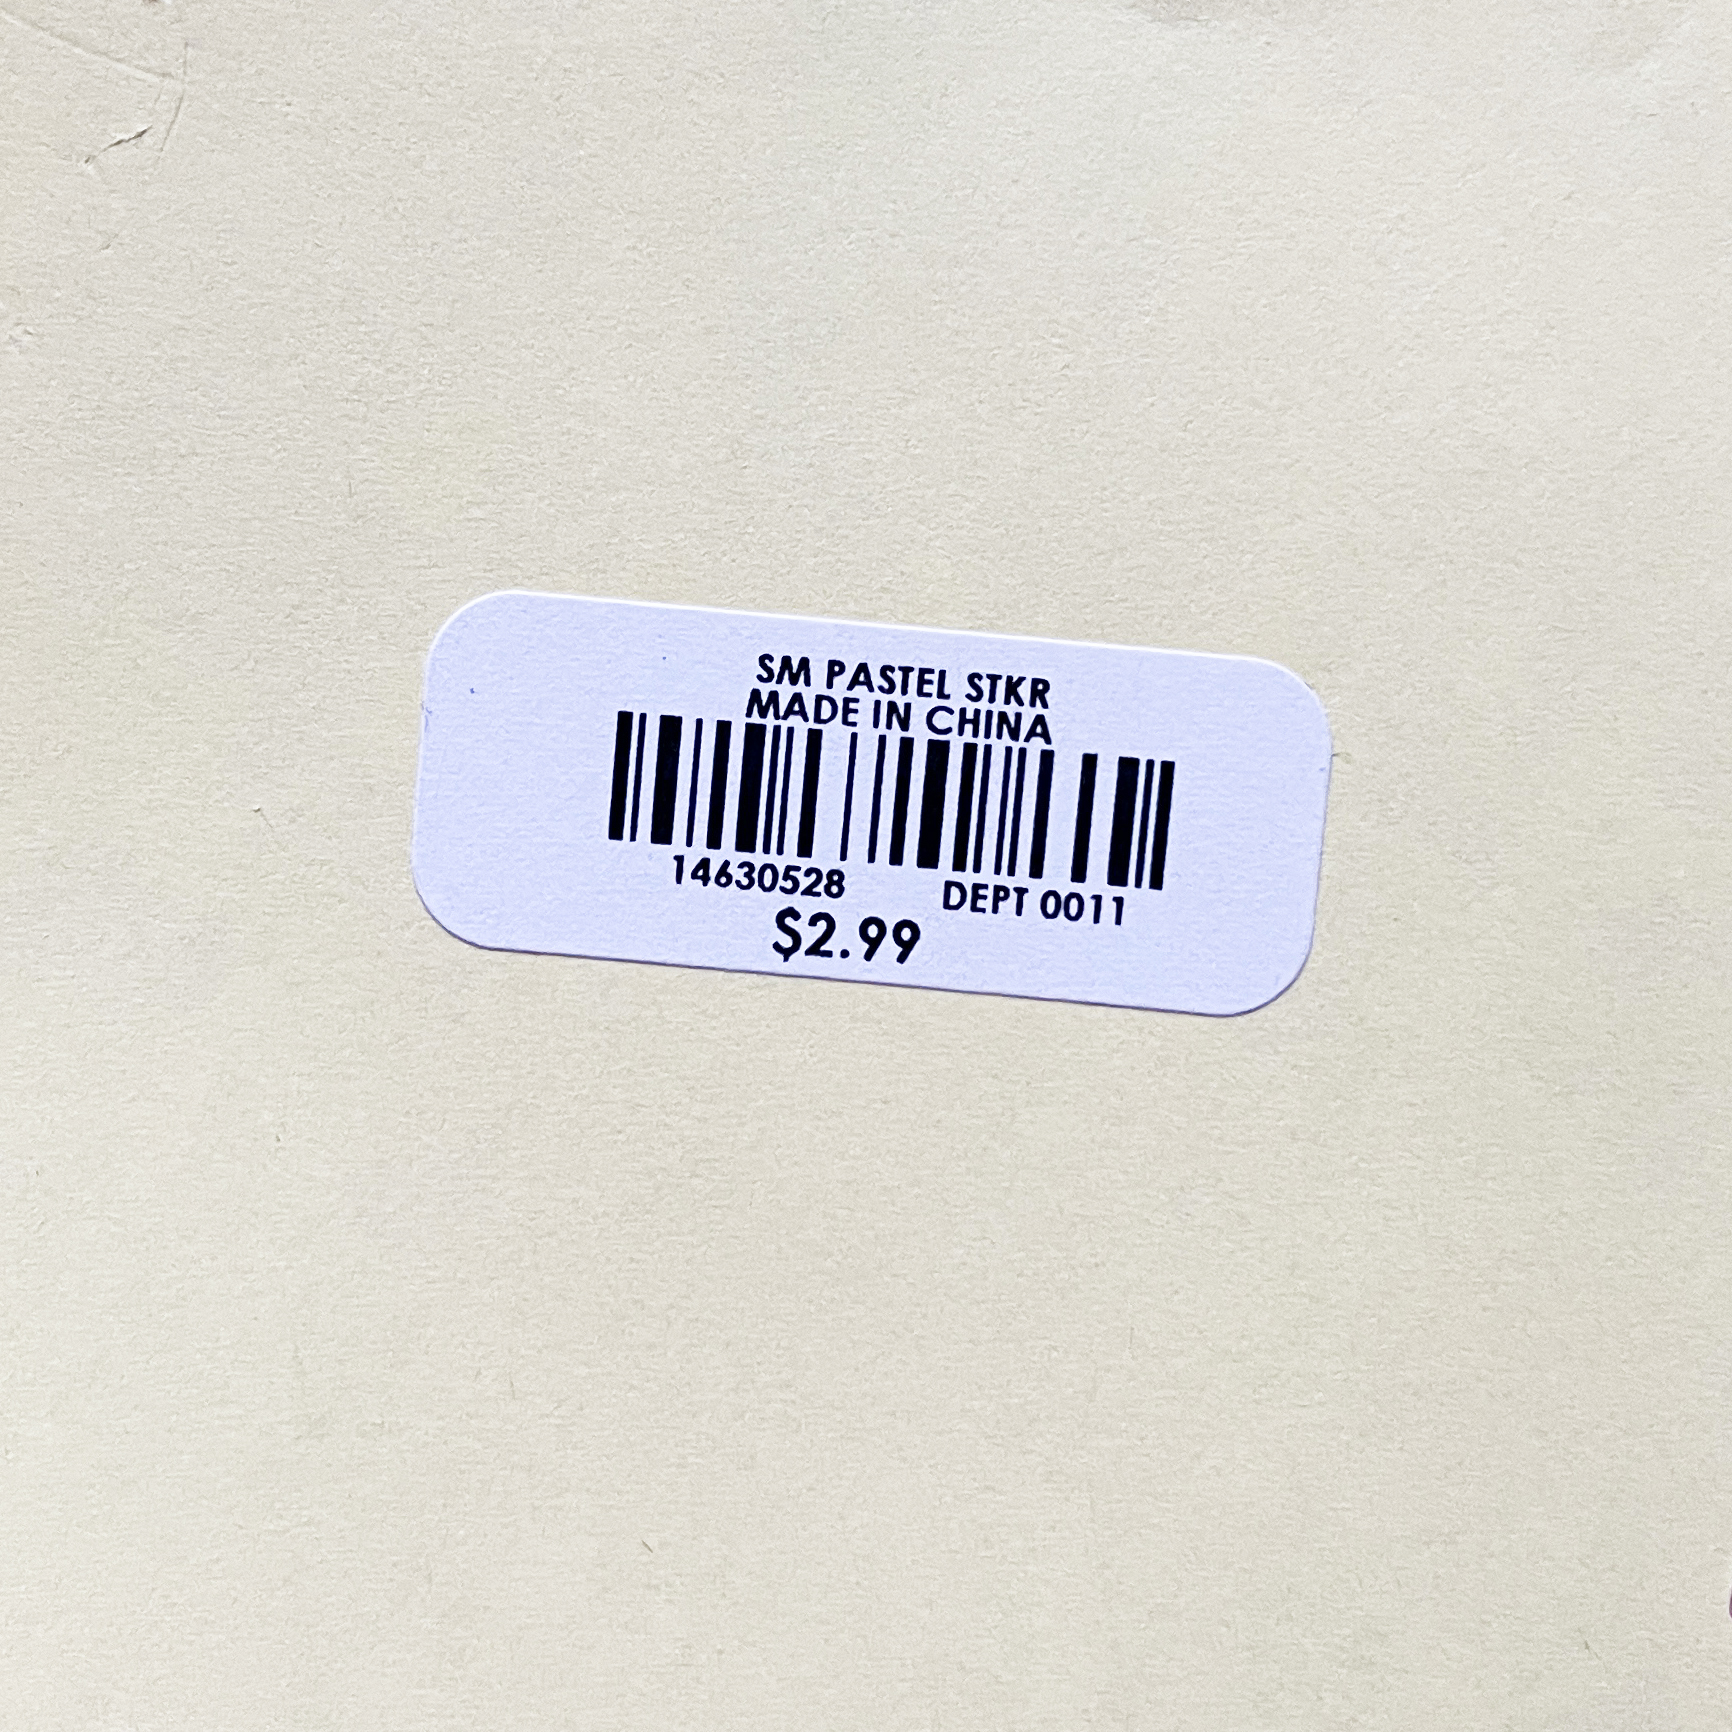 SM PASTEL STKR
MADE IN CHINA
14630528 DEPT 0011
$2.99